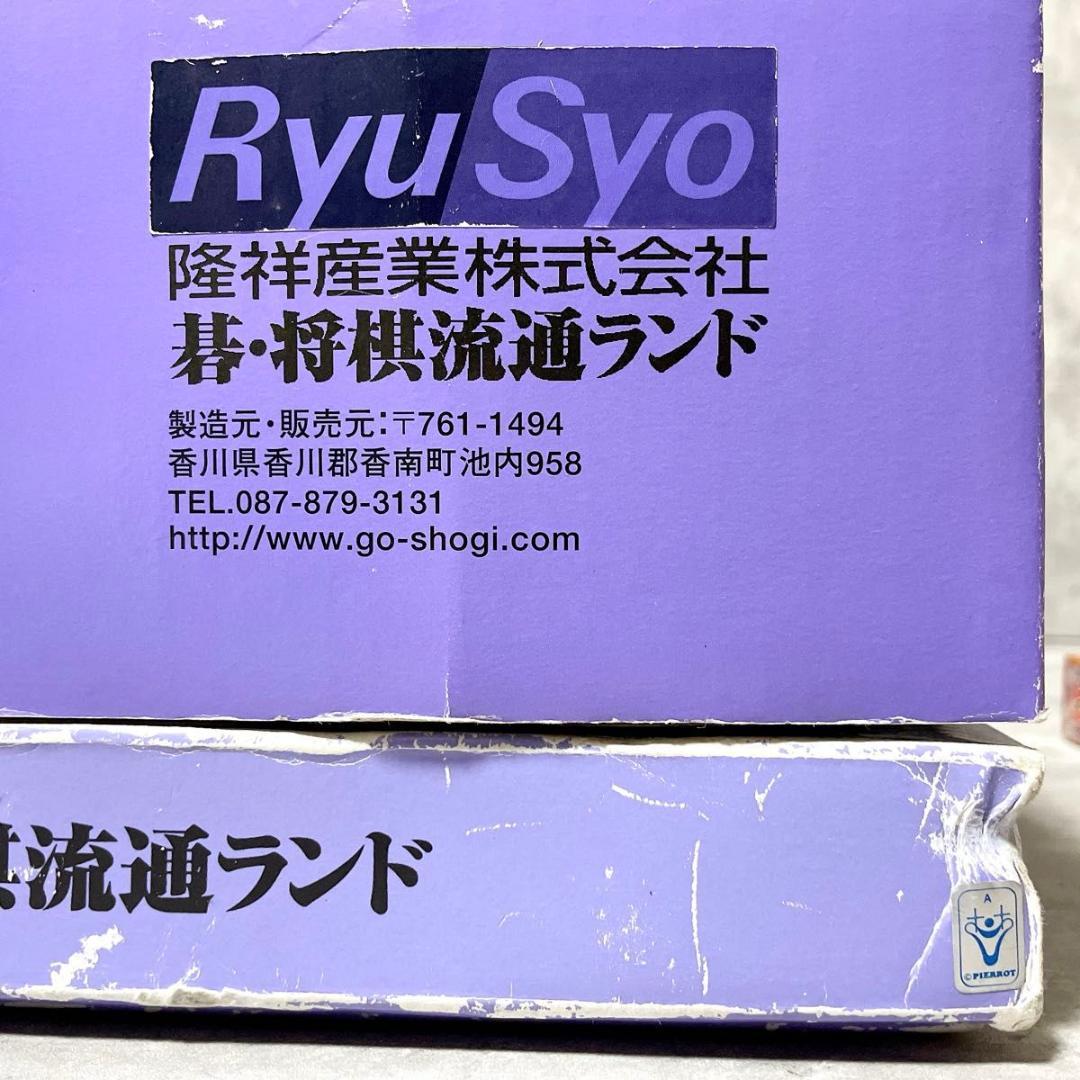 RyuSyo
隆祥産業株式会社
碁・将棋流通ランド
製造元・販売元:〒761-1494
香川県香川郡香南町池内958
TEL.087-879-3131
http://www.go-shogi.com
棋流通ランド
A
©PIERROT